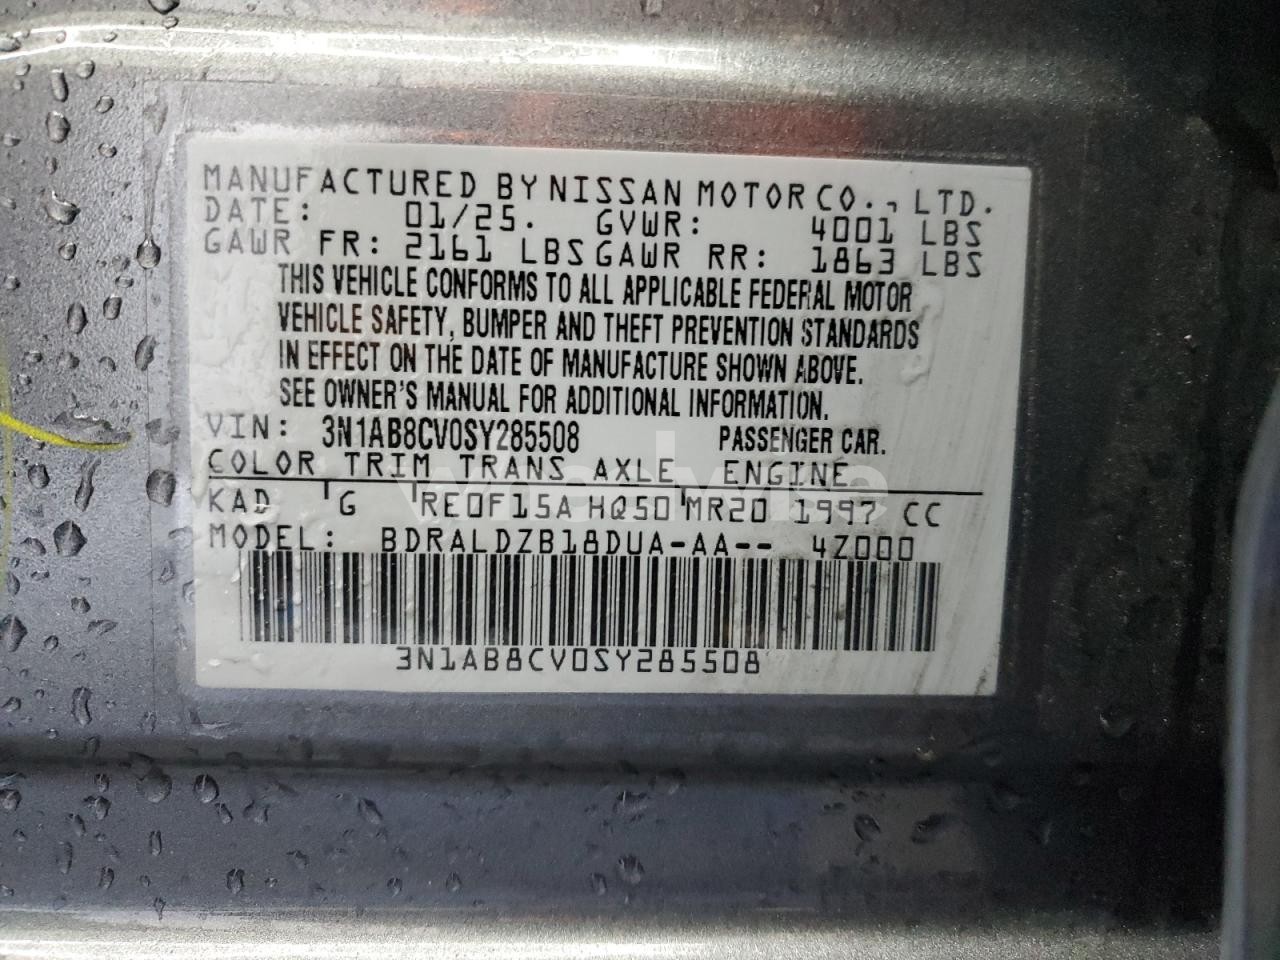 MANUFACTURED BY NISSAN MOTOR CO., LTD.
DATE: 01/25. GVWR: 4001 LBS
GAWR FR: 2161 LBS GAWR RR: 1863 LBS
THIS VEHICLE CONFORMS TO ALL APPLICABLE FEDERAL MOTOR
VEHICLE SAFETY, BUMPER AND THEFT PREVENTION STANDARDS
IN EFFECT ON THE DATE OF MANUFACTURE SHOWN ABOVE.
SEE OWNER'S MANUAL FOR ADDITIONAL INFORMATION.
VIN: 3N1AB8CV0SY285508 PASSENGER CAR.
COLOR TRIM TRANS AXLE ENGINE
KAD G RE0F15A HQ50 MR20 1997 CC
MODEL: BDRALDZB18DUA-AA-- 4Z000
3N1AB8CV0SY285508